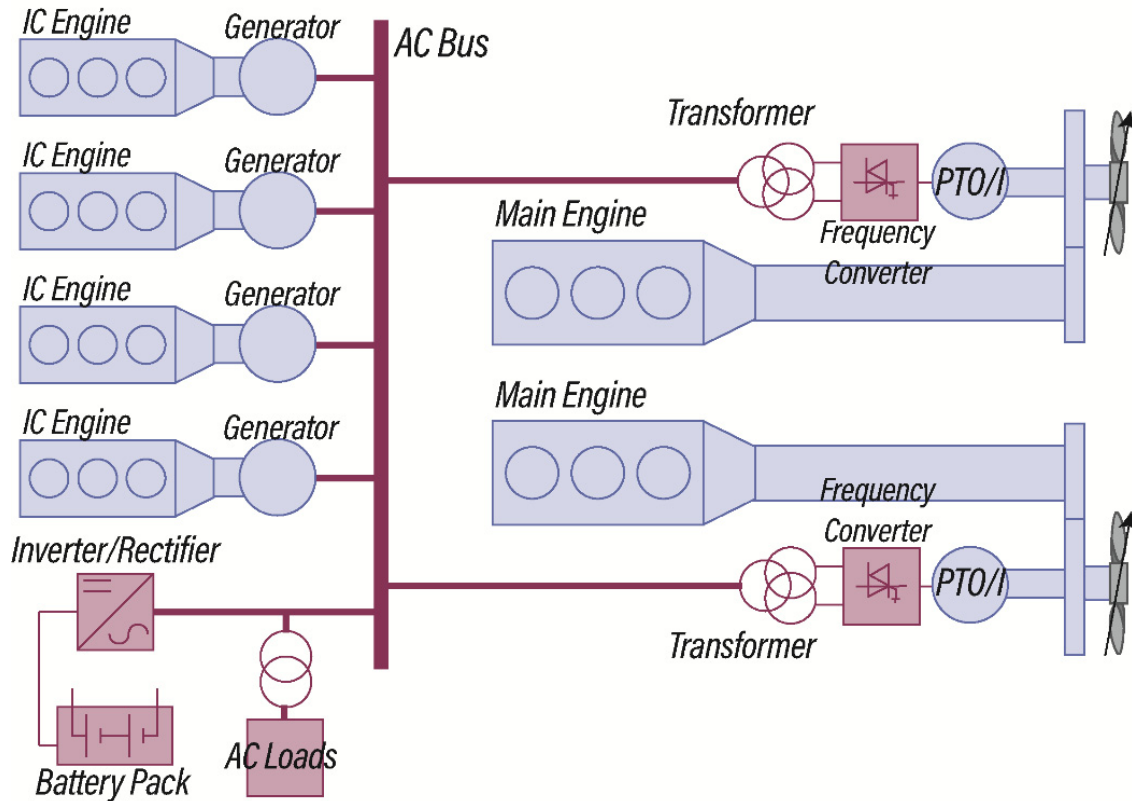 IC Engine
Generator
AC Bus
IC Engine
Generator
IC Engine
Generator
IC Engine
Generator
Inverter/Rectifier
Battery Pack
AC Loads
Transformer
PTO/I
Frequency
Converter
Main Engine
Main Engine
Frequency
Converter
PTO/I
Transformer